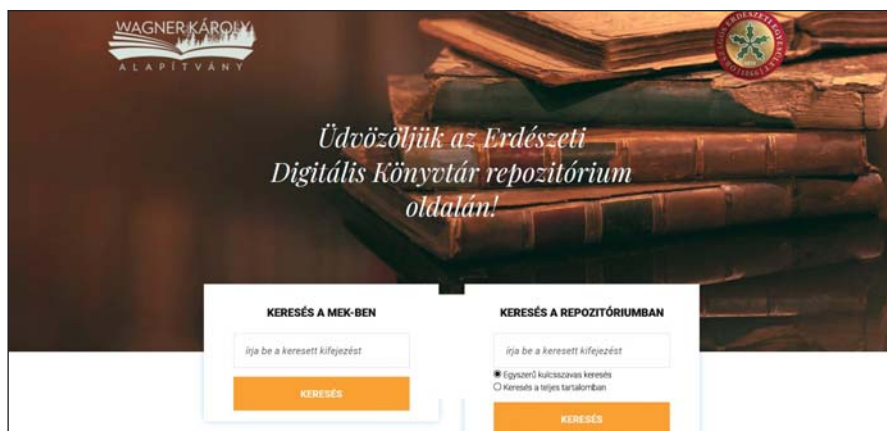 WAGNER KÁROLY
ALAPÍTVÁNY
Üdvözöljük az Erdészeti
Digitális Könyvtár repozitórium
oldalán!
KERESÉS A MEK-BEN
írja be a keresett kifejezést
KERESÉS
KERESÉS A REPOZITÓRIUMBAN
írja be a keresett kifejezést
Egyszerű kulcsszavas keresés
Keresés a teljes tartalomban
KERESÉS